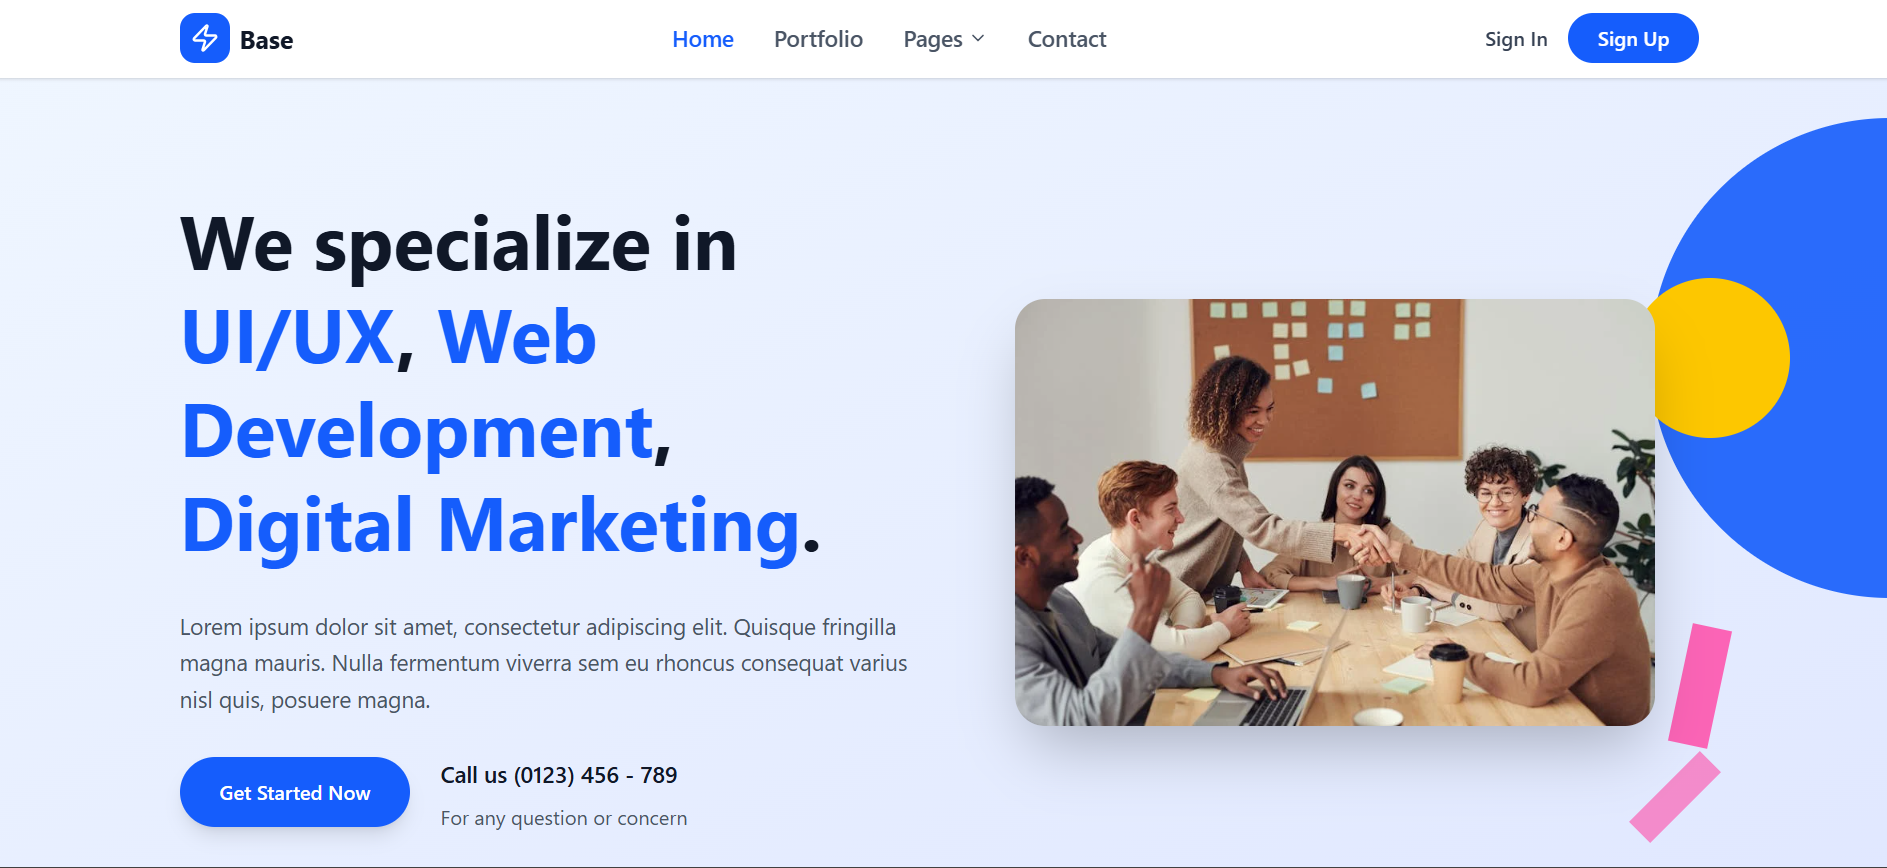 Base
Home Portfolio Pages Contact
Sign In Sign Up
We specialize in
UI/UX, Web
Development,
Digital Marketing.
Lorem ipsum dolor sit amet, consectetur adipiscing elit. Quisque fringilla
magna mauris. Nulla fermentum viverra sem eu rhoncus consequat varius
nisl quis, posuere magna.
Get Started Now
Call us (0123) 456 - 789
For any question or concern